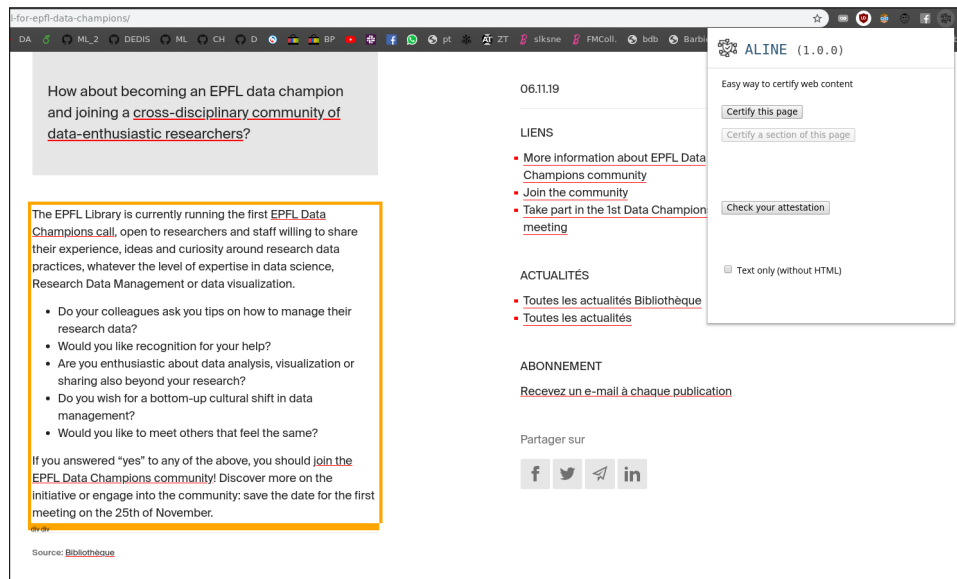 l-for-epfl-data-champions/
DA
ML_2
DEDIS
ML
CH
D
BP
pt
ZT
slksne
FMColl.
bdb
Barbi
ALINE (1.0.0)
Easy way to certify web content
Certify this page
Certify a section of this page
Check your attestation
Text only (without HTML)
How about becoming an EPFL data champion
and joining a cross-disciplinary community of
data-enthusiastic researchers?
The EPFL Library is currently running the first EPFL Data
Champions call, open to researchers and staff willing to share
their experience, ideas and curiosity around research data
practices, whatever the level of expertise in data science,
Research Data Management or data visualization.
• Do your colleagues ask you tips on how to manage their
research data?
• Would you like recognition for your help?
• Are you enthusiastic about data analysis, visualization or
sharing also beyond your research?
• Do you wish for a bottom-up cultural shift in data
management?
• Would you like to meet others that feel the same?
If you answered “yes” to any of the above, you should join the
EPFL Data Champions community! Discover more on the
initiative or engage into the community: save the date for the first
meeting on the 25th of November.
div div
Source: Bibliothèque
06.11.19
LIENS
More information about EPFL Data
Champions community
Join the community
Take part in the 1st Data Champion
meeting
ACTUALITÉS
Toutes les actualités Bibliothèque
Toutes les actualités
ABONNEMENT
Recevez un e-mail à chaque publication
Partager sur